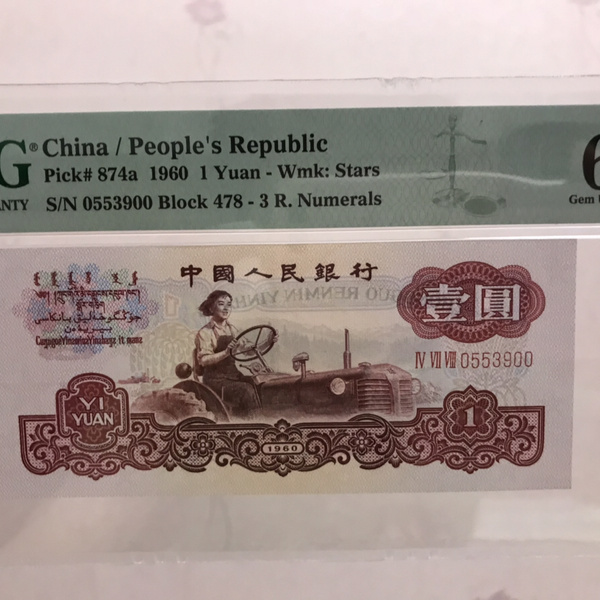 G® China / People's Republic
Pick# 874a 1960 1 Yuan - Wmk: Stars
ANTY S/N 0553900 Block 478 - 3 R. Numerals
6
Gem U
中國人民銀行
壹圓
IV VII VIII 0553900
YI
YUAN
1
1960